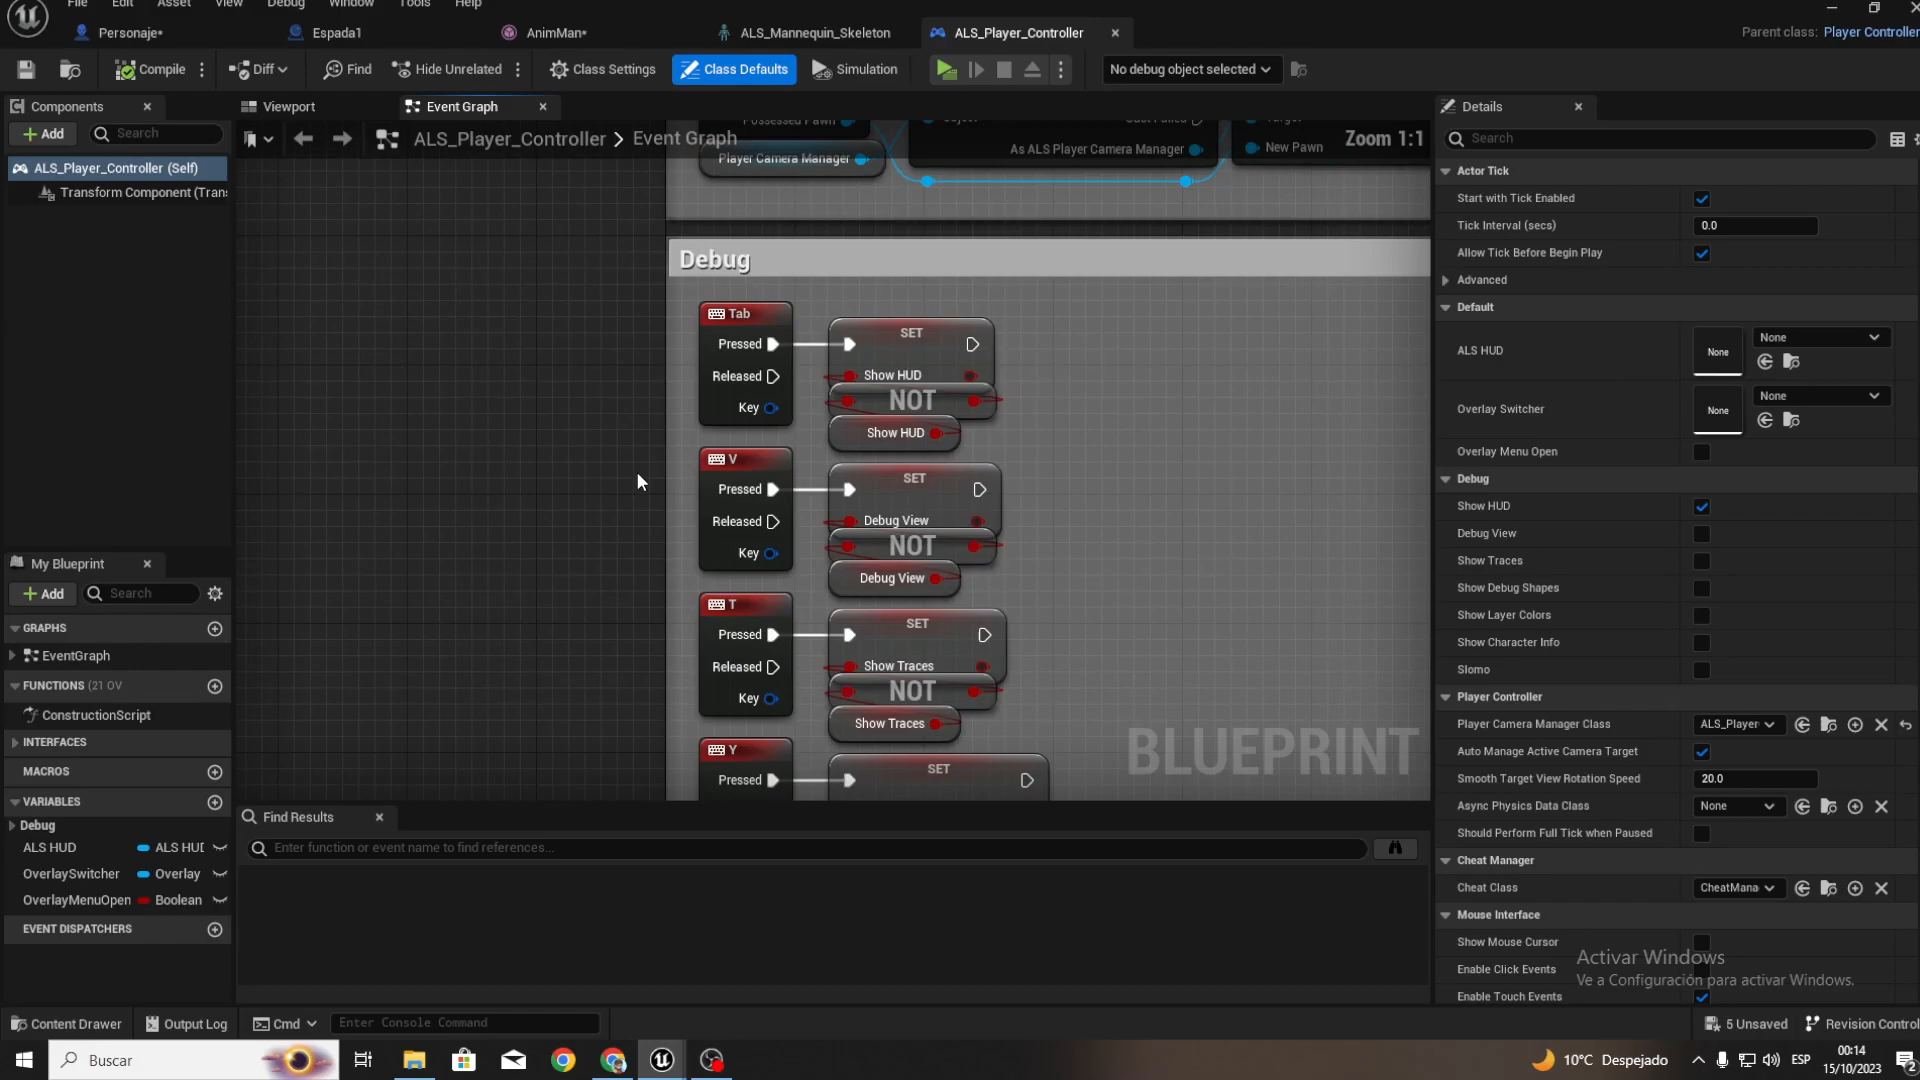 File Edit Asset View Debug Window Tools Help
Personaje* Espada1 AnimMan* ALS_Mannequin_Skeleton ALS_Player_Controller
Parent class: Player Controller
Compile Diff Find Hide Unrelated Class Settings Class Defaults Simulation No debug object selected
Components
Add Search
ALS_Player_Controller (Self)
Transform Component (Trans
Viewport Event Graph
ALS_Player_Controller > Event Graph
Zoom 1:1
Possessed Pawn
Player Camera Manager
As ALS Player Camera Manager
New Pawn
Debug
Tab
Pressed
Released
Key
SET
Show HUD
NOT
Show HUD
V
Pressed
Released
Key
SET
Debug View
NOT
Debug View
T
Pressed
Released
Key
SET
Show Traces
NOT
Show Traces
Y
Pressed
SET
BLUEPRINT
My Blueprint
Add Search
GRAPHS
EventGraph
FUNCTIONS (21 OV
ConstructionScript
INTERFACES
MACROS
VARIABLES
Debug
ALS HUD ALS HUD
OverlaySwitcher Overlay
OverlayMenuOpen Boolean
EVENT DISPATCHERS
Find Results
Enter function or event name to find references...
Details
Search
Actor Tick
Start with Tick Enabled
Tick Interval (secs) 0.0
Allow Tick Before Begin Play
Advanced
Default
ALS HUD None None
Overlay Switcher None None
Overlay Menu Open
Debug
Show HUD
Debug View
Show Traces
Show Debug Shapes
Show Layer Colors
Show Character Info
Slomo
Player Controller
Player Camera Manager Class ALS_Player
Auto Manage Active Camera Target
Smooth Target View Rotation Speed 20.0
Async Physics Data Class None
Should Perform Full Tick when Paused
Cheat Manager
Cheat Class CheatMana
Mouse Interface
Show Mouse Cursor
Enable Click Events
Enable Touch Events
Activar Windows
Ve a Configuración para activar Windows.
Content Drawer Output Log Cmd Enter Console Command 5 Unsaved Revision Control
Buscar 10°C Despejado ESP 00:14
15/10/2023
2